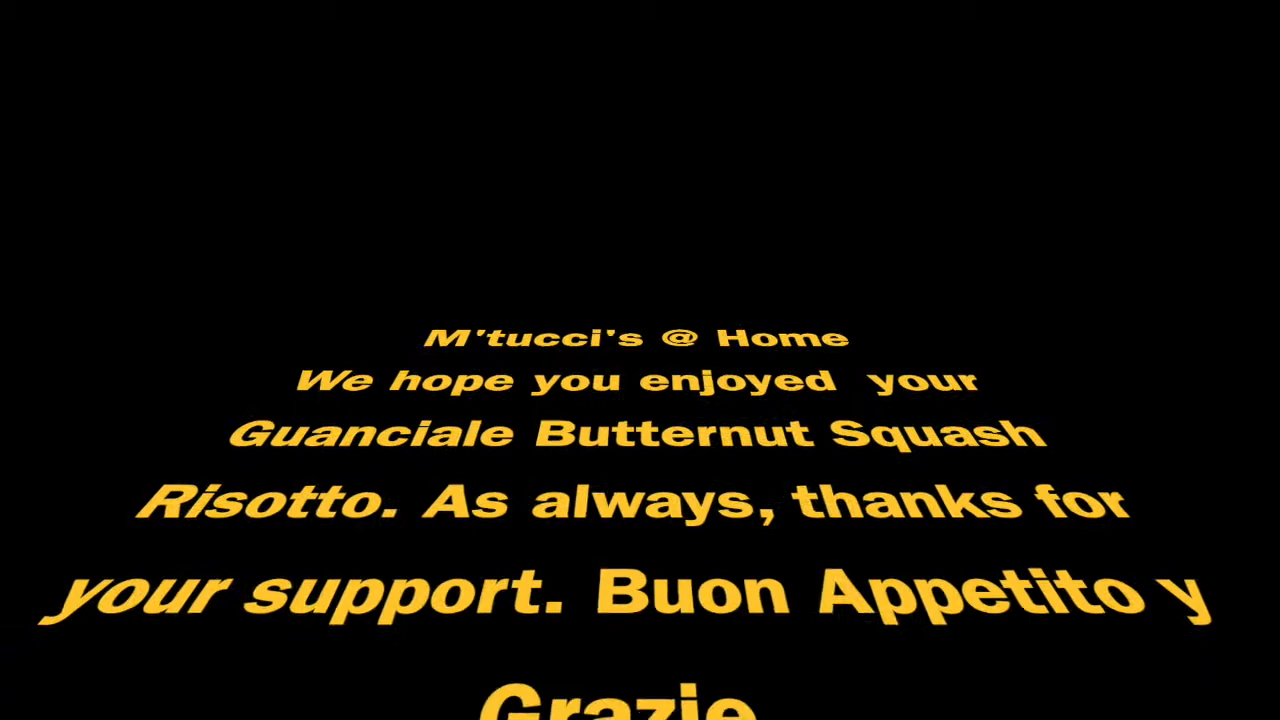 M'tucci's @ Home
We hope you enjoyed  your
Guanciale Butternut Squash
Risotto. As always, thanks for
your support. Buon Appetito y
Grazie